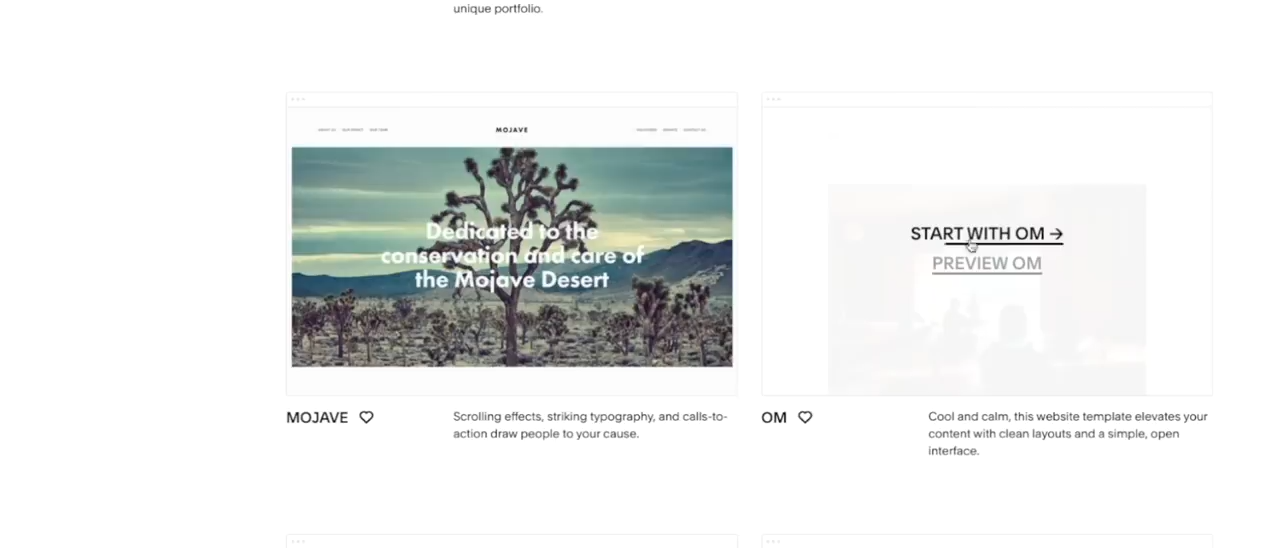 unique portfolio.
MOJAVE
Dedicated to the
conservation and care of
the Mojave Desert
START WITH OM →
PREVIEW OM
MOJAVE
Scrolling effects, striking typography, and calls-to-
action draw people to your cause.
OM
Cool and calm, this website template elevates your
content with clean layouts and a simple, open
interface.